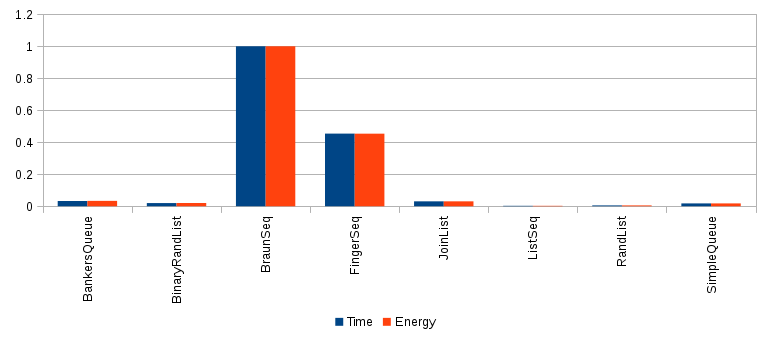 1.2
1
0.8
0.6
0.4
0.2
0
BankersQueue
BinaryRandList
BraunSeq
FingerSeq
JoinList
ListSeq
RandList
SimpleQueue
Time Energy